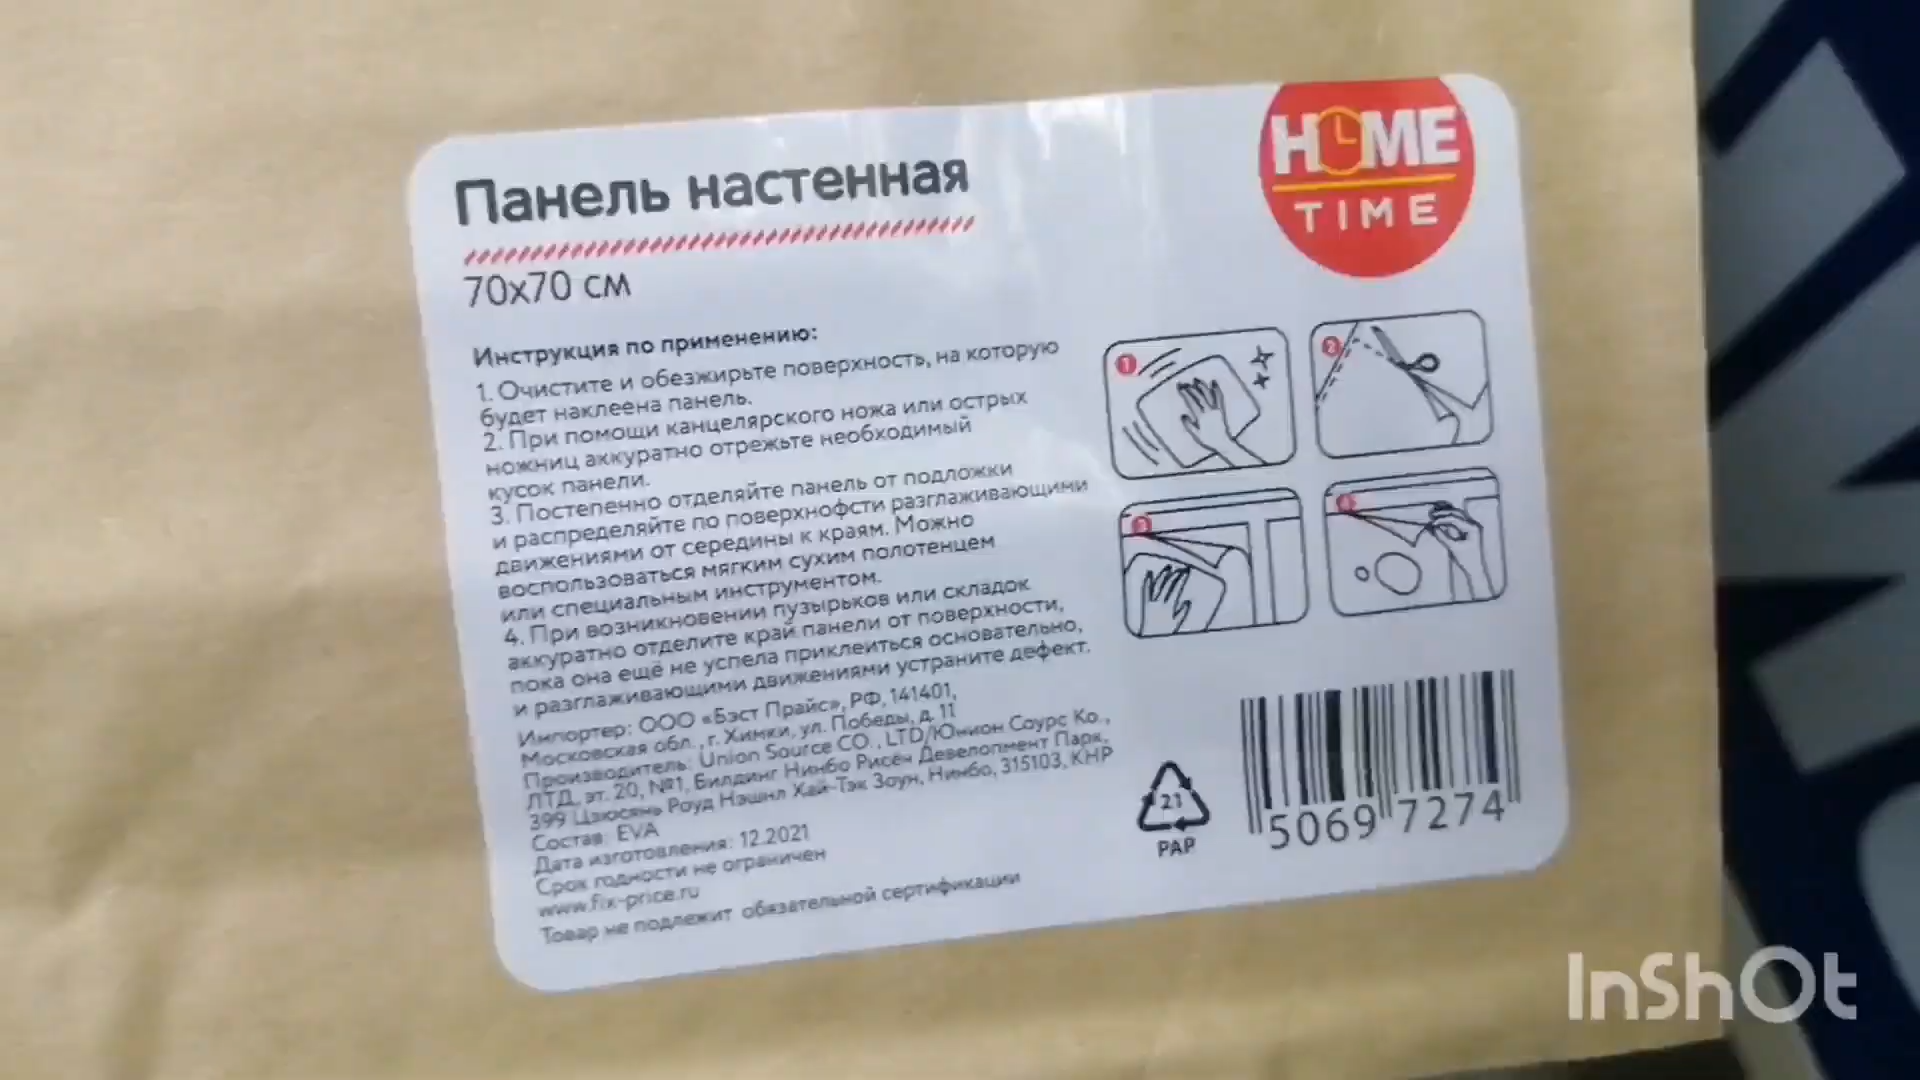 Панель настенная
70x70 см
HOME
TIME
Инструкция по применению:
1. Очистите и обезжирьте поверхность, на которую
будет наклеена панель.
2. При помощи канцелярского ножа или острых
ножниц аккуратно отрежьте необходимый
кусок панели.
3. Постепенно отделяйте панель от подложки
и распределяйте по поверхнофсти разглаживающими
движениями от середины к краям. Можно
воспользоваться мягким сухим полотенцем
или специальным инструментом.
4. При возникновении пузырьков или складок
аккуратно отделите край панели от поверхности,
пока она ещё не успела приклеиться основательно,
и разглаживающими движениями устраните дефект.
Импортер: ООО «Бэст Прайс», РФ, 141401,
Московская обл., г. Химки, ул. Победы, д. 11
Производитель: Union Source CO., LTD/Юнион Соурс Ко.,
ЛТД, эт. 20, №1, Билдинг Нинбо Рисёч Девелопмент Парк,
399 Цзюсянь Роуд Нэшнл Хай-Тэк Зоун, Нинбо, 315103, КНР
Состав: EVA
Дата изготовления: 12.2021
Срок годности не ограничен
www.fix-price.ru
Товар не подлежит обязательной сертификации
1
2
3
4
21
PAP
5069 7274
InShOt